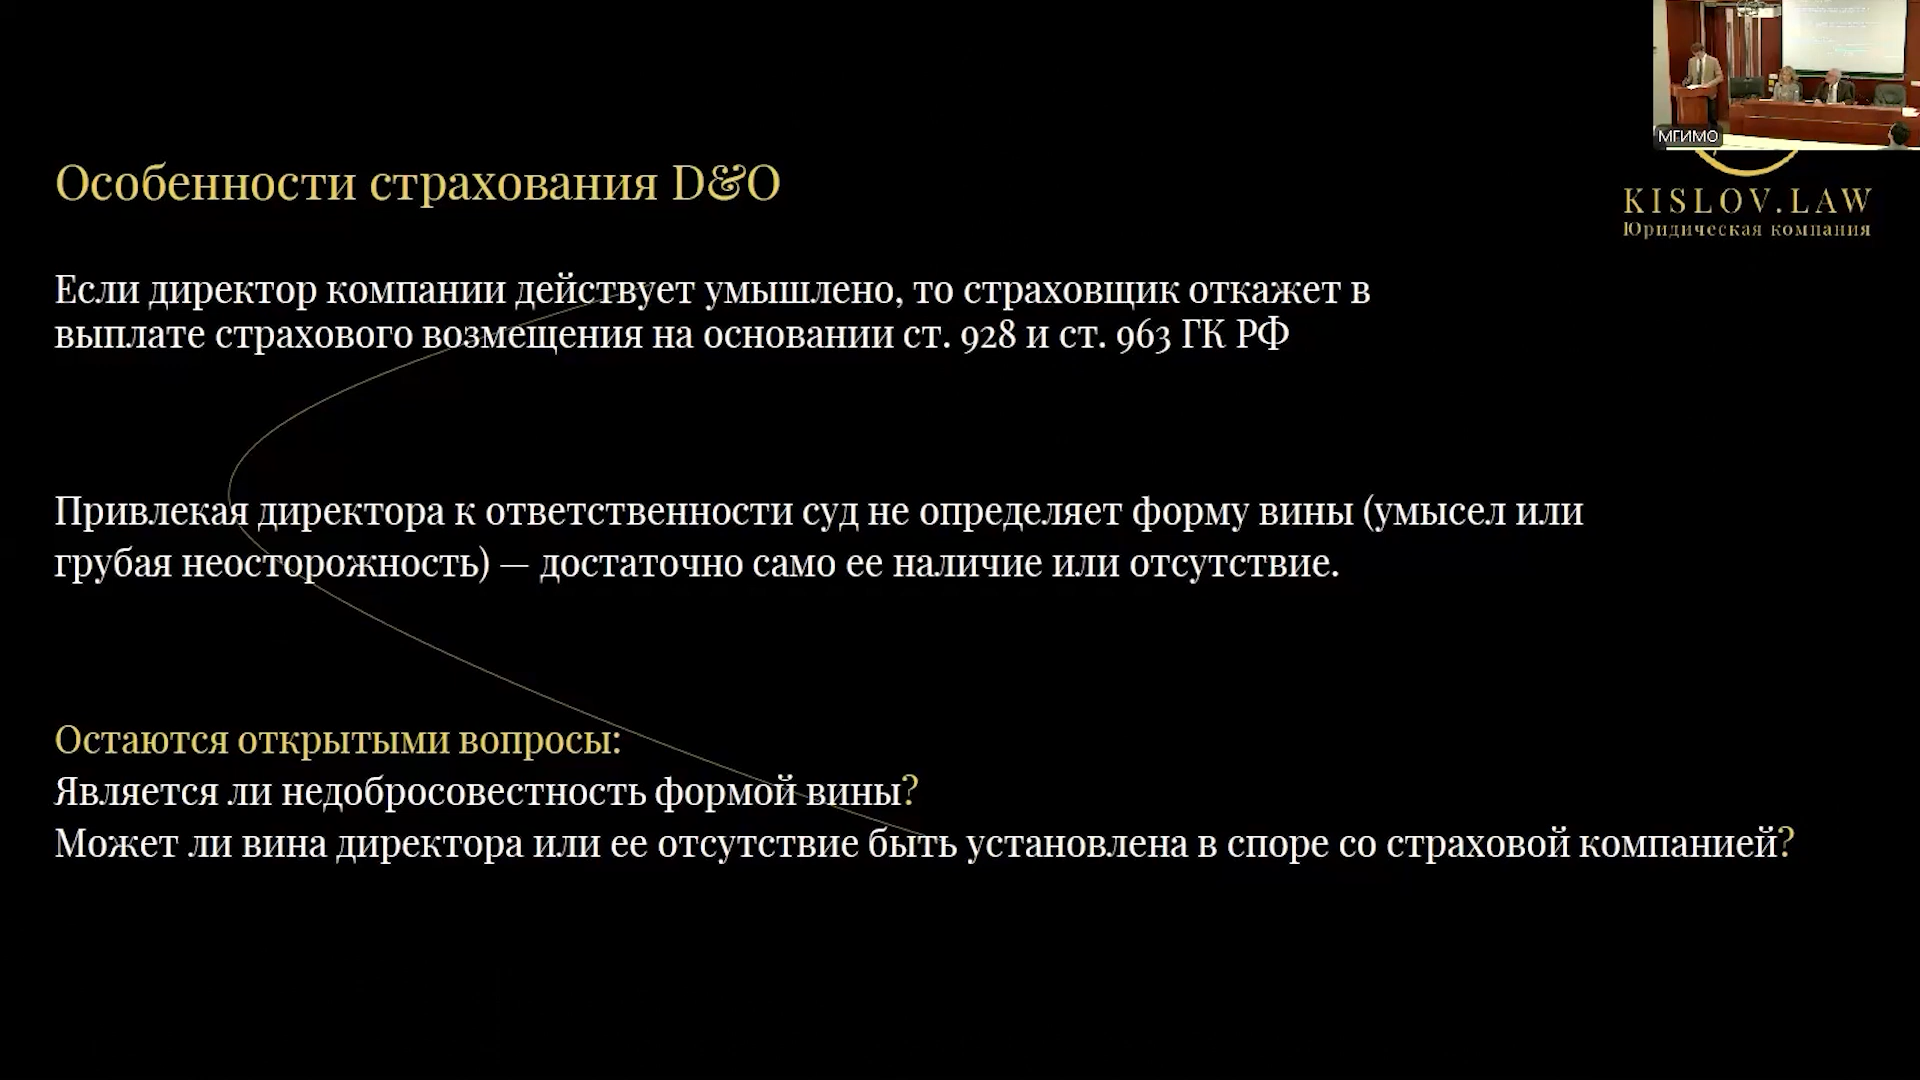 МГИМО
KISLOV.LAW
Юридическая компания
Особенности страхования D&O
Если директор компании действует умышлено, то страховщик откажет в
выплате страхового возмещения на основании ст. 928 и ст. 963 ГК РФ
Привлекая директора к ответственности суд не определяет форму вины (умысел или
грубая неосторожность) — достаточно само ее наличие или отсутствие.
Остаются открытыми вопросы:
Является ли недобросовестность формой вины?
Может ли вина директора или ее отсутствие быть установлена в споре со страховой компанией?